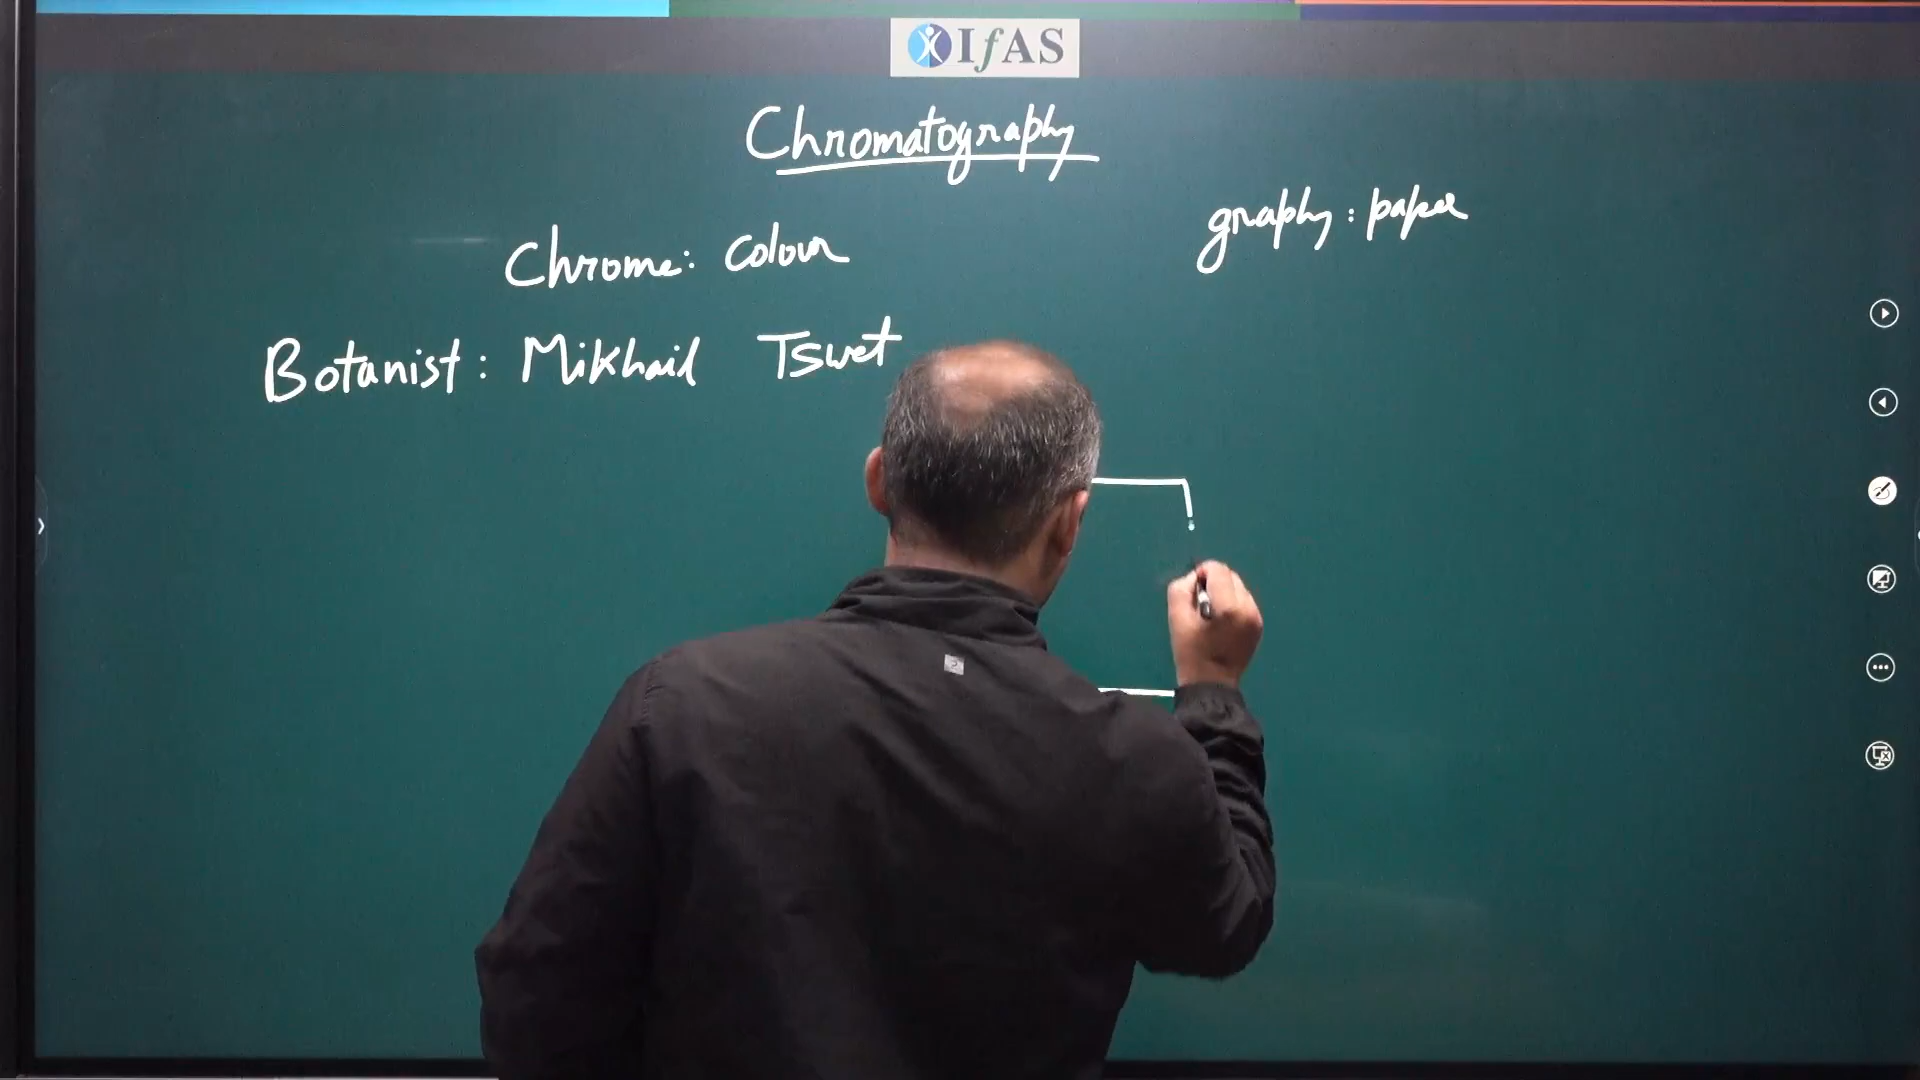 IfAS
Chromatography
Chrome: Colour
graphy: paper
Botanist: Mikhail Tswet